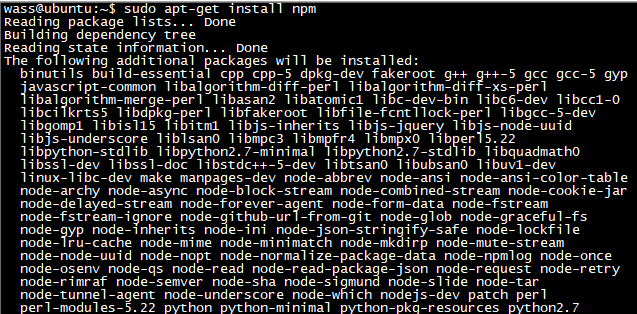 wass@ubuntu:~$ sudo apt-get install npm
Reading package lists... Done
Building dependency tree
Reading state information... Done
The following additional packages will be installed:
binutils build-essential cpp cpp-5 dpkg-dev fakeroot g++ g++-5 gcc gcc-5 gyp
javascript-common libalgorithm-diff-perl libalgorithm-diff-xs-perl
libalgorithm-merge-perl libasan2 libatomic1 libc-dev-bin libc6-dev libcc1-0
libcilkrts5 libdpkg-perl libfakeroot libfile-fcntllock-perl libgcc-5-dev
libgomp1 libisl15 libitm1 libjs-inherits libjs-jquery libjs-node-uuid
libjs-underscore liblsan0 libmpc3 libmpfr4 libmpx0 libperl5.22
libpython-stdlib libpython2.7-minimal libpython2.7-stdlib libquadmath0
libssl-dev libssl-doc libstdc++-5-dev libtsan0 libubsan0 libuv1-dev
linux-libc-dev make manpages-dev node-abbrev node-ansi node-ansi-color-table
node-archy node-async node-block-stream node-combined-stream node-cookie-jar
node-delayed-stream node-forever-agent node-form-data node-fstream
node-fstream-ignore node-github-url-from-git node-glob node-graceful-fs
node-gyp node-inherits node-ini node-json-stringify-safe node-lockfile
node-lru-cache node-mime node-minimatch node-mkdirp node-mute-stream
node-node-uuid node-nopt node-normalize-package-data node-npmlog node-once
node-osenv node-qs node-read node-read-package-json node-request node-retry
node-rimraf node-semver node-sha node-sigmund node-slide node-tar
node-tunnel-agent node-underscore node-which nodejs-dev patch perl
perl-modules-5.22 python python-minimal python-pkg-resources python2.7